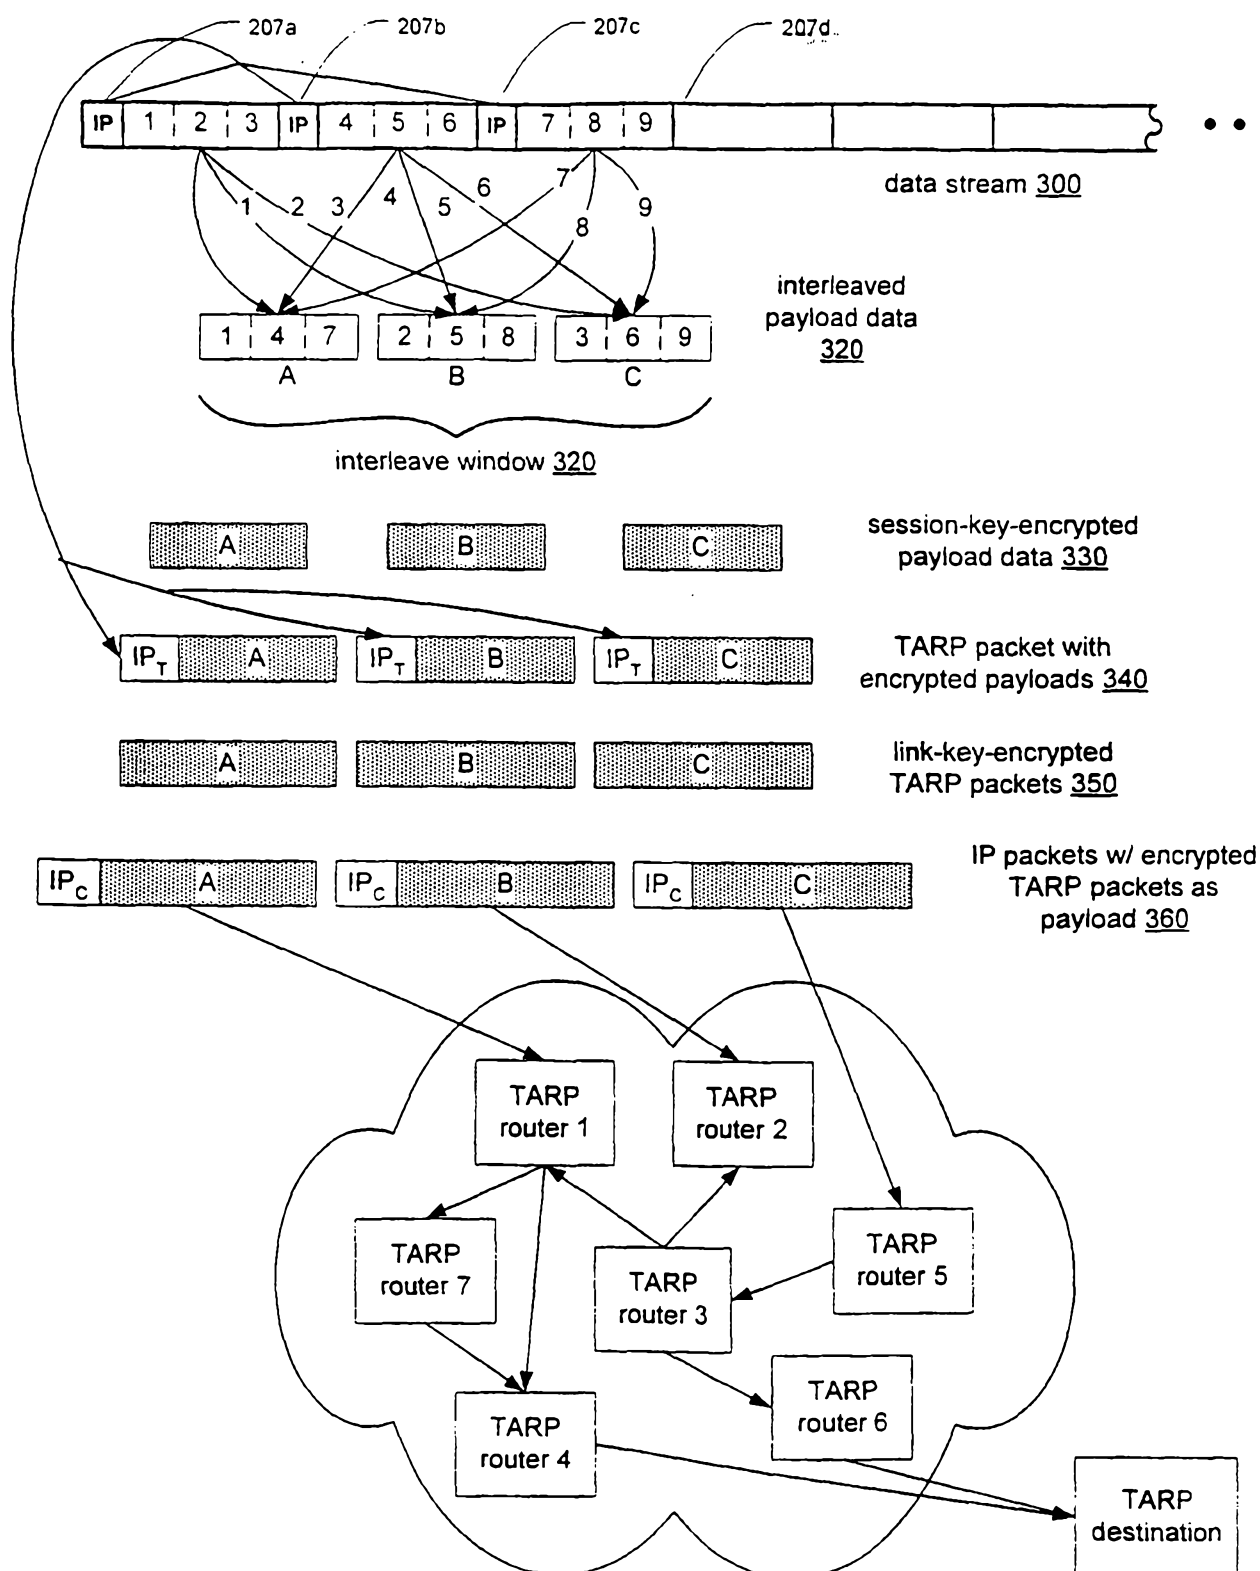 207a 207b 207c 207d
IP 1 2 3 IP 4 5 6 IP 7 8 9
data stream 300
1 2 3 4 5 6 7 8 9
interleaved
payload data
320
1 4 7 2 5 8 3 6 9
A B C
interleave window 320
A B C
session-key-encrypted
payload data 330
IPT A IPT B IPT C
TARP packet with
encrypted payloads 340
A B C
link-key-encrypted
TARP packets 350
IPC A IPC B IPC C
IP packets w/ encrypted
TARP packets as
payload 360
TARP
router 1
TARP
router 2
TARP
router 7
TARP
router 3
TARP
router 5
TARP
router 4
TARP
router 6
TARP
destination